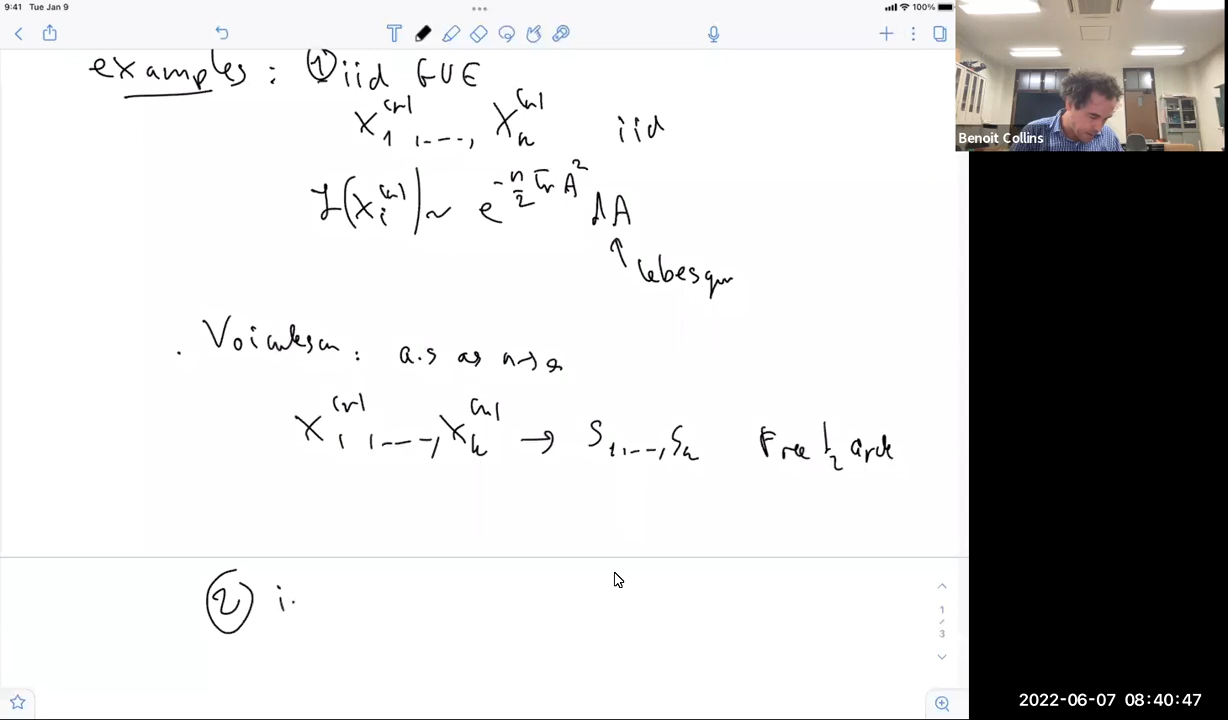 9:41 Tue Jan 9
100%
examples : ① iid GUE
X₁⁽ⁿ⁾, ..., Xₖ⁽ⁿ⁾ iid
L(Xᵢ⁽ⁿ⁾) ~ e^{-n/2 Tr A²} dA
↑ Lebesgue
. Voiculescu : a.s as n → ∞
X₁⁽ⁿ⁾, ..., Xₖ⁽ⁿ⁾ → S₁, ..., Sₖ Free ½ circle
② i.
1
/
3
Benoit Collins
2022-06-07 08:40:47